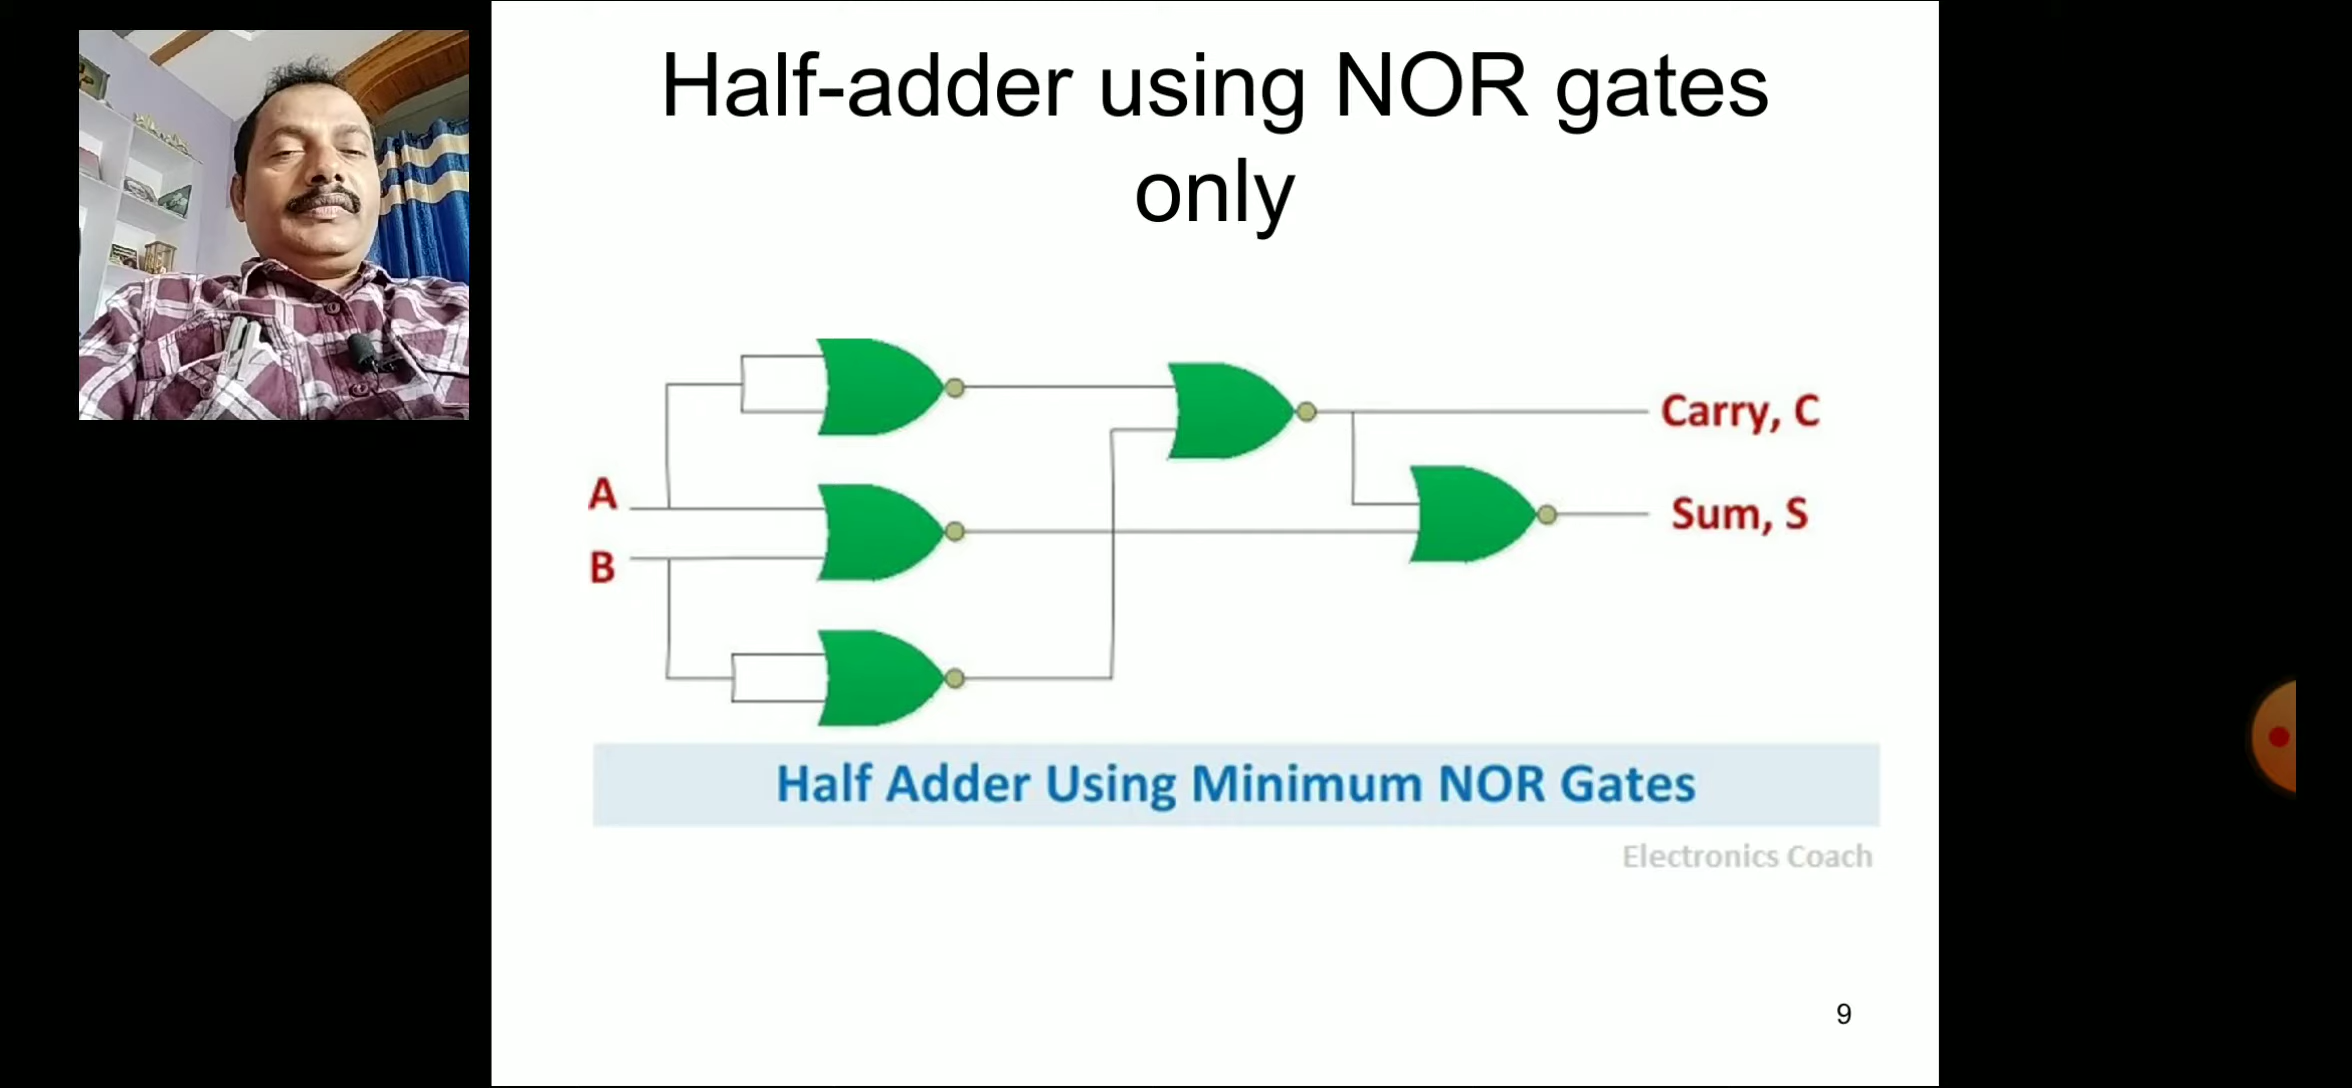 Half-adder using NOR gates
only
A
B
Carry, C
Sum, S
Half Adder Using Minimum NOR Gates
Electronics Coach
9